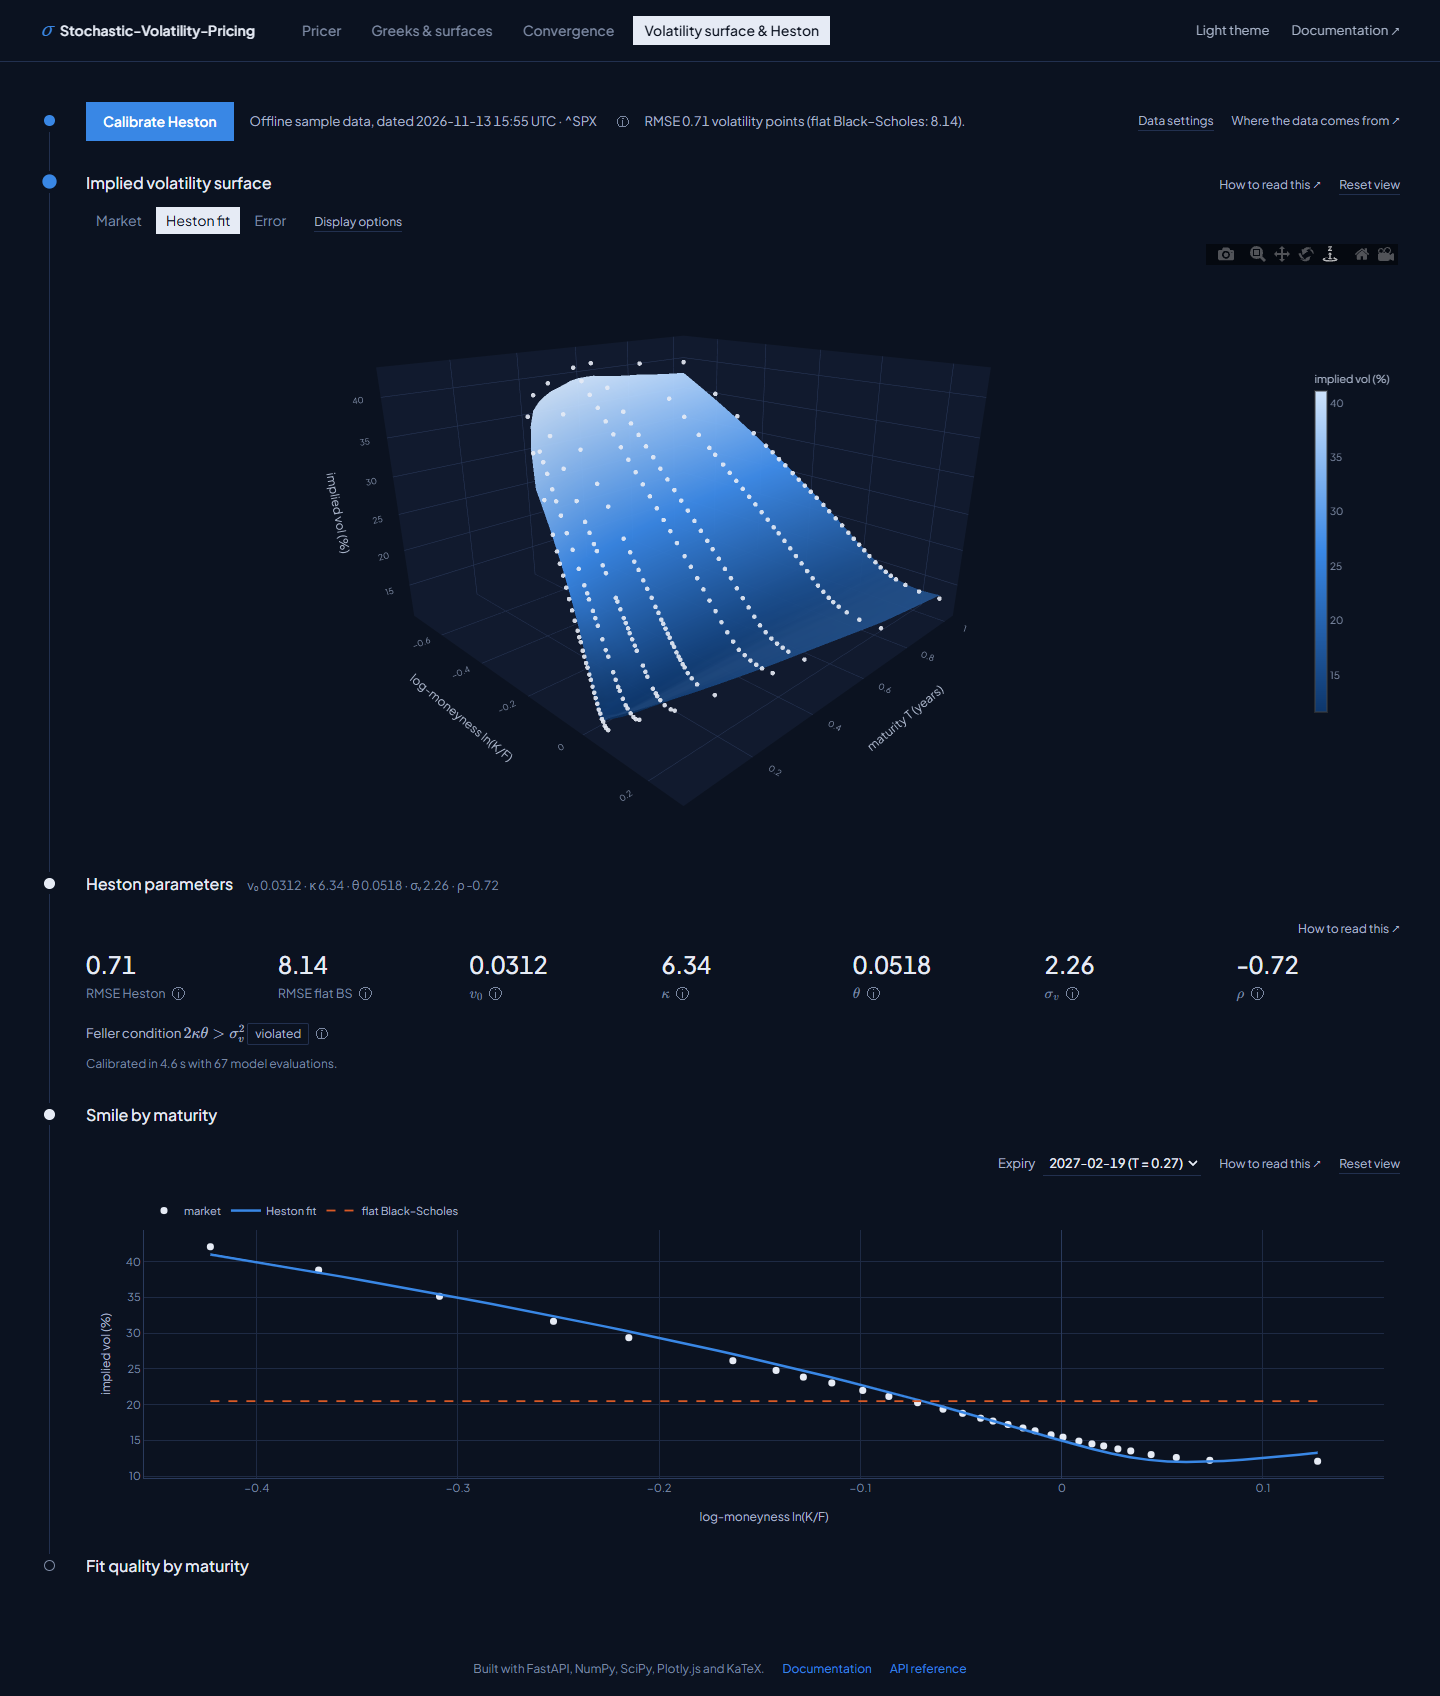 σ Stochastic-Volatility-Pricing Pricer Greeks & surfaces Convergence Volatility surface & Heston Light theme Documentation ↗
Calibrate Heston Offline sample data, dated 2026-11-13 15:55 UTC · ^SPX ⓘ RMSE 0.71 volatility points (flat Black–Scholes: 8.14). Data settings Where the data comes from ↗
Implied volatility surface How to read this ↗ Reset view
Market Heston fit Error Display options
implied vol (%)
40
35
30
25
20
15
implied vol (%)
40
35
30
25
20
15
−0.6
−0.4
−0.2
0
0.2
log-moneyness ln(K/F)
0.2
0.4
0.6
0.8
1
maturity T (years)
Heston parameters v₀ 0.0312 · κ 6.34 · θ 0.0518 · σᵥ 2.26 · ρ -0.72
How to read this ↗
0.71 8.14 0.0312 6.34 0.0518 2.26 -0.72
RMSE Heston ⓘ RMSE flat BS ⓘ v₀ ⓘ κ ⓘ θ ⓘ σᵥ ⓘ ρ ⓘ
Feller condition 2κθ > σᵥ² violated ⓘ
Calibrated in 4.6 s with 67 model evaluations.
Smile by maturity
Expiry 2027-02-19 (T = 0.27) How to read this ↗ Reset view
market Heston fit flat Black–Scholes
implied vol (%)
40
35
30
25
20
15
10
−0.4 −0.3 −0.2 −0.1 0 0.1
log-moneyness ln(K/F)
Fit quality by maturity
Built with FastAPI, NumPy, SciPy, Plotly.js and KaTeX. Documentation API reference